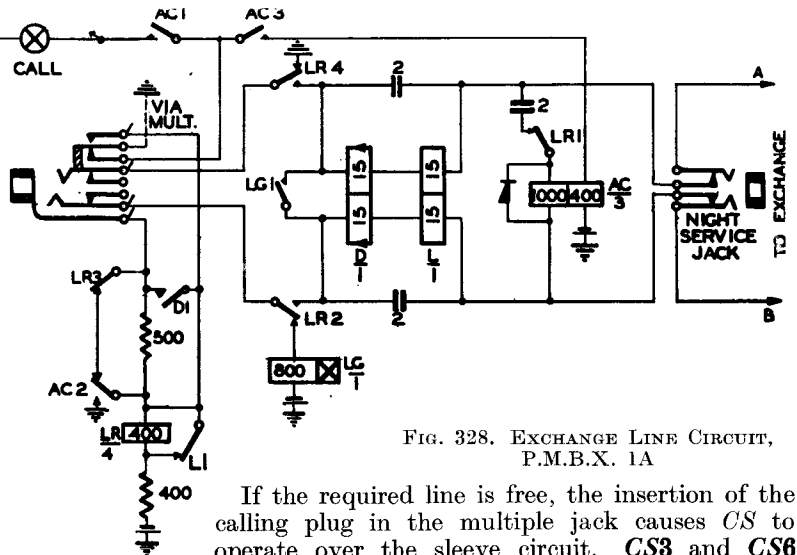 AC1
AC3
CALL
LR4
2
VIA
MULT.
A
2
LR1
LG1
15
15
15
15
1000 400
AC
3
D
1
L
1
NIGHT
SERVICE
JACK
TO EXCHANGE
LR3
D1
LR2
2
B
500
800
LG
1
AC2
LR
4
400
L1
400
FIG. 328. EXCHANGE LINE CIRCUIT,
P.M.B.X. 1A
If the required line is free, the insertion of the
calling plug in the multiple jack causes CS to
operate over the sleeve circuit. CS3 and CS6